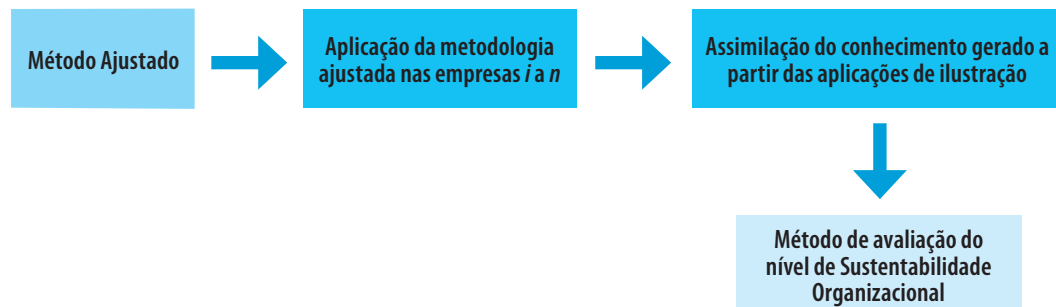 Método Ajustado
Aplicação da metodologia
ajustada nas empresas i a n
Assimilação do conhecimento gerado a
partir das aplicações de ilustração
Método de avaliação do
nível de Sustentabilidade
Organizacional